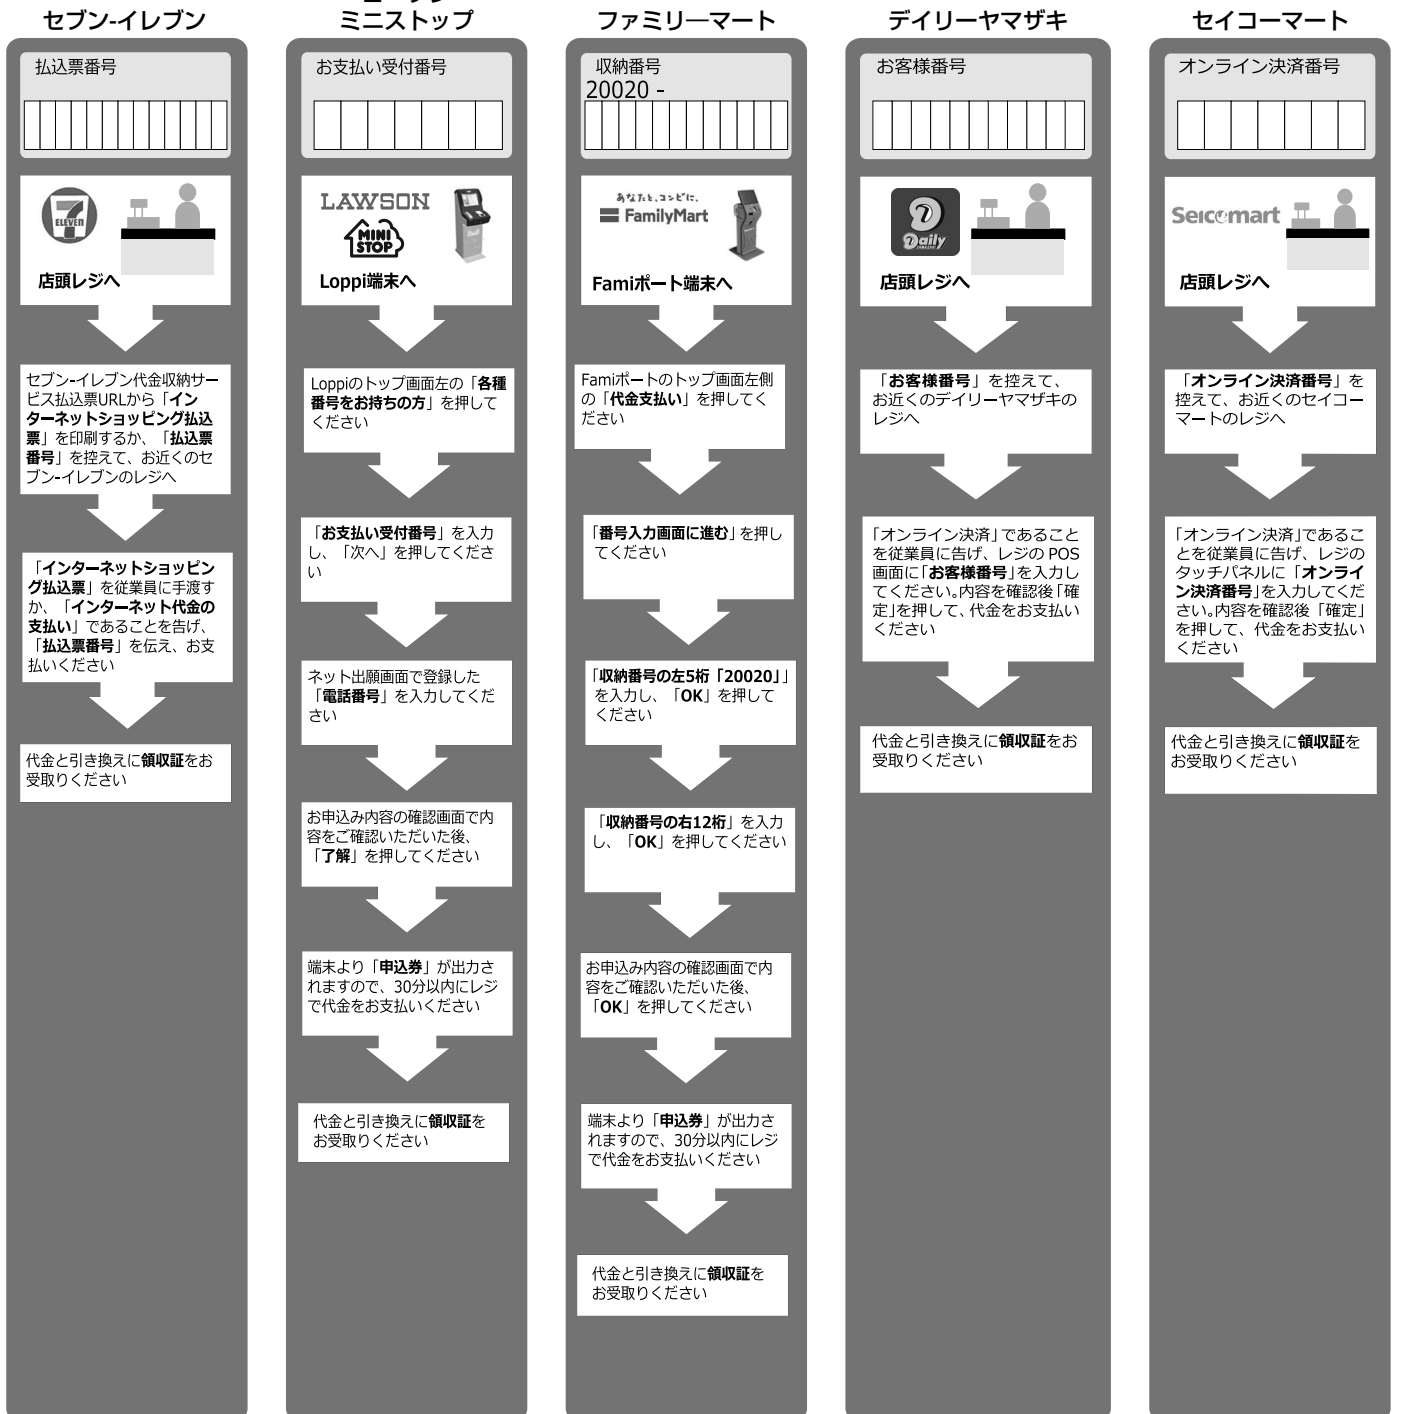 セブン-イレブン
払込票番号
ELEVEN
店頭レジへ
セブン-イレブン代金収納サー
ビス払込票URLから「イン
ターネットショッピング払込
票」を印刷するか、「払込票
番号」を控えて、お近くのセ
ブン-イレブンのレジへ
「インターネットショッピン
グ払込票」を従業員に手渡す
か、「インターネット代金の
支払い」であることを告げ、
「払込票番号」を伝え、お支
払いください
代金と引き換えに領収証をお
受取りください
ミニストップ
お支払い受付番号
LAWSON
MINI
STOP
Loppi端末へ
Loppiのトップ画面左の「各種
番号をお持ちの方」を押して
ください
「お支払い受付番号」を入力
し、「次へ」を押してくださ
い
ネット出願画面で登録した
「電話番号」を入力してくだ
さい
お申込み内容の確認画面で内
容をご確認いただいた後、
「了解」を押してください
端末より「申込券」が出力さ
れますので、30分以内にレジ
で代金をお支払いください
代金と引き換えに領収証を
お受取りください
ファミリーマート
収納番号
20020 -
あなたと、コンビに、
FamilyMart
Famiポート端末へ
Famiポートのトップ画面左側
の「代金支払い」を押してく
ださい
「番号入力画面に進む」を押し
てください
「収納番号の左5桁「20020」」
を入力し、「OK」を押して
ください
「収納番号の右12桁」を入力
し、「OK」を押してください
お申込み内容の確認画面で内
容をご確認いただいた後、
「OK」を押してください
端末より「申込券」が出力さ
れますので、30分以内にレジ
で代金をお支払いください
代金と引き換えに領収証を
お受取りください
デイリーヤマザキ
お客様番号
Daily
店頭レジへ
「お客様番号」を控えて、
お近くのデイリーヤマザキの
レジへ
「オンライン決済」であること
を従業員に告げ、レジの POS
画面に「お客様番号」を入力し
てください。内容を確認後「確
定」を押して、代金をお支払い
ください
代金と引き換えに領収証をお
受取りください
セイコーマート
オンライン決済番号
Seicomart
店頭レジへ
「オンライン決済番号」を
控えて、お近くのセイコー
マートのレジへ
「オンライン決済」であるこ
とを従業員に告げ、レジの
タッチパネルに「オンライ
ン決済番号」を入力してくだ
さい。内容を確認後「確定」
を押して、代金をお支払い
ください
代金と引き換えに領収証を
お受取りください